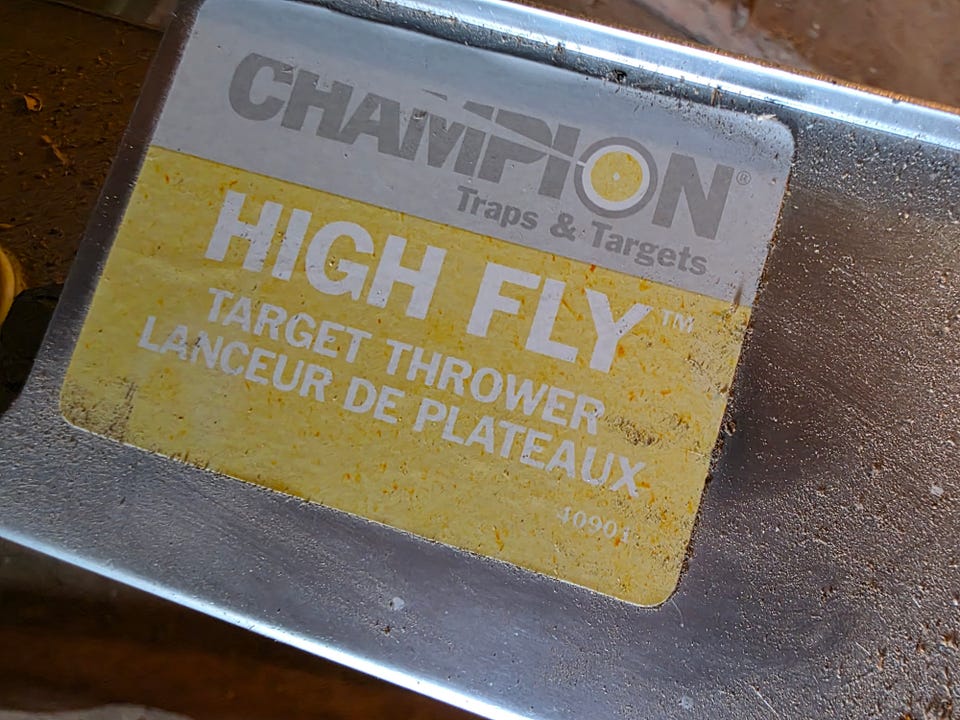 CHAMPION®
Traps & Targets
HIGH FLY™
TARGET THROWER
LANCEUR DE PLATEAUX
40901